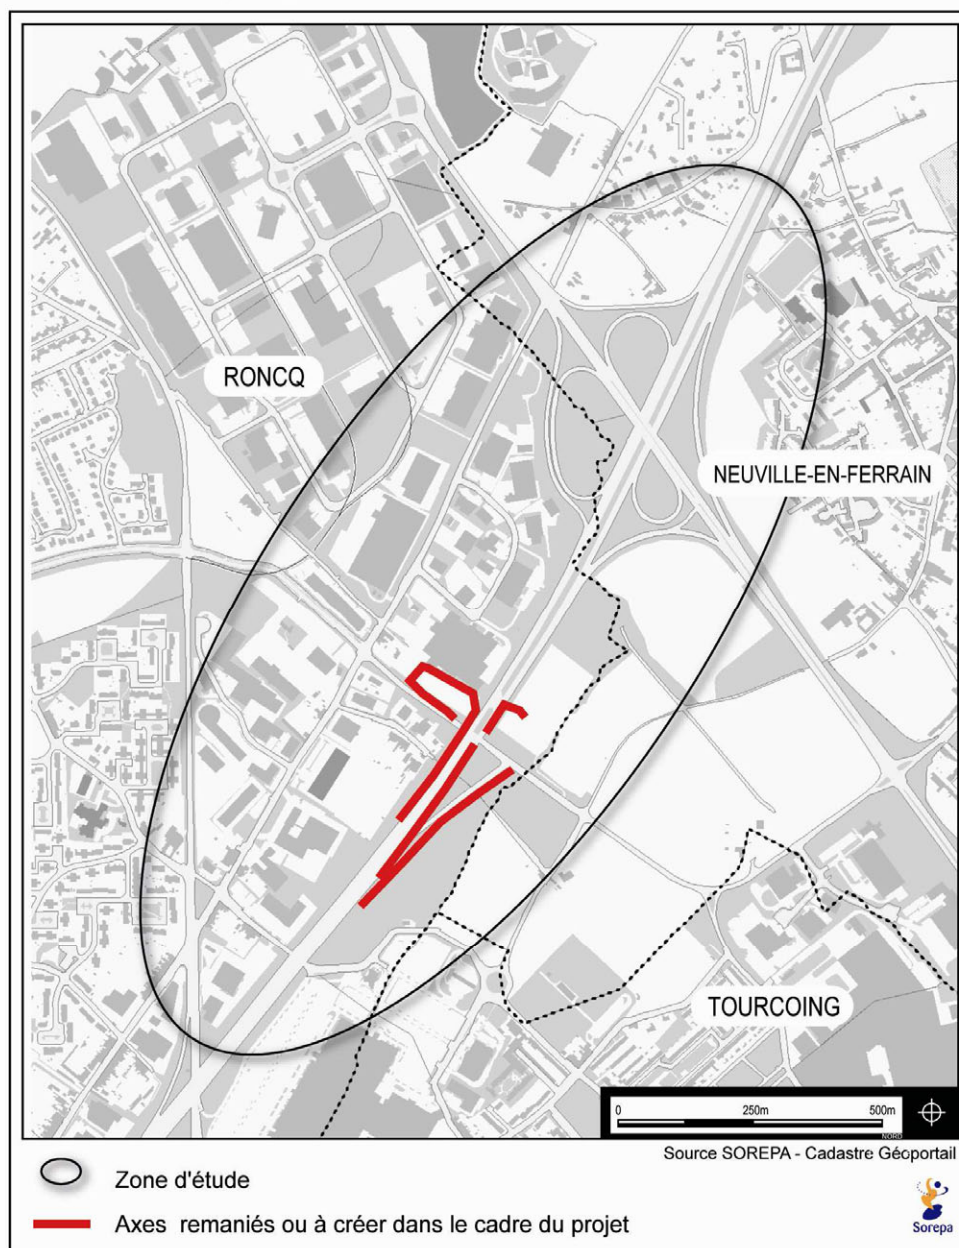 RONCQ
NEUVILLE-EN-FERRAIN
TOURCOING
0 250m 500m
NORD
Source SOREPA - Cadastre Géoportail
Zone d'étude
Axes remaniés ou à créer dans le cadre du projet
Sorepa